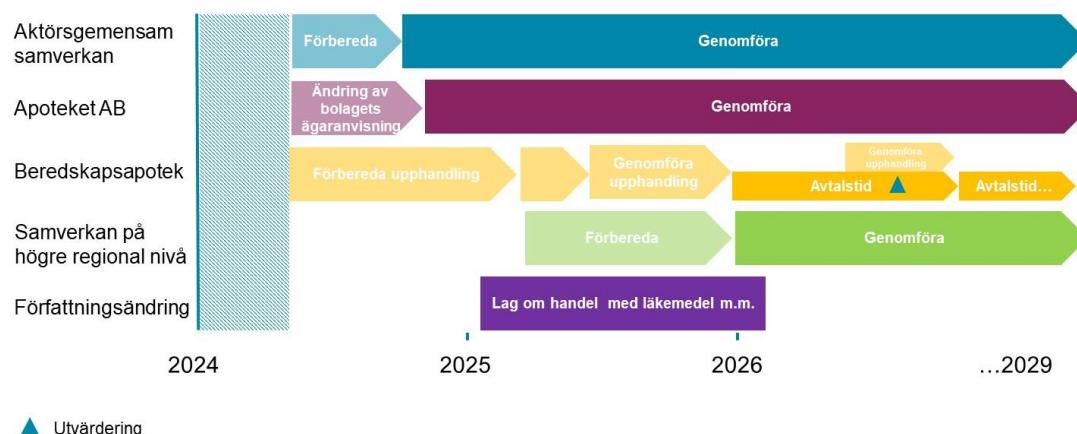 Aktörsgemensam
samverkan
Förbereda
Genomföra
Apoteket AB
Ändring av
bolagets
ägaranvisning
Genomföra
Beredskapsapotek
Förbereda upphandling
Genomföra
upphandling
Genomföra
upphandling
Avtalstid
Avtalstid...
Samverkan på
högre regional nivå
Förbereda
Genomföra
Författningsändring
Lag om handel med läkemedel m.m.
2024
2025
2026
...2029
Utvärdering